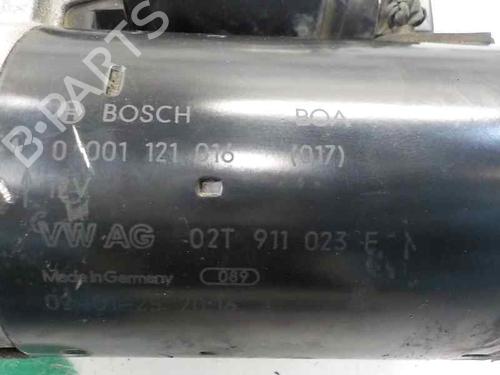 B-PARTS
BOSCH BOA
0 001 121 016 (017)
12V
VW AG 02T 911 023 E
Made in Germany 089